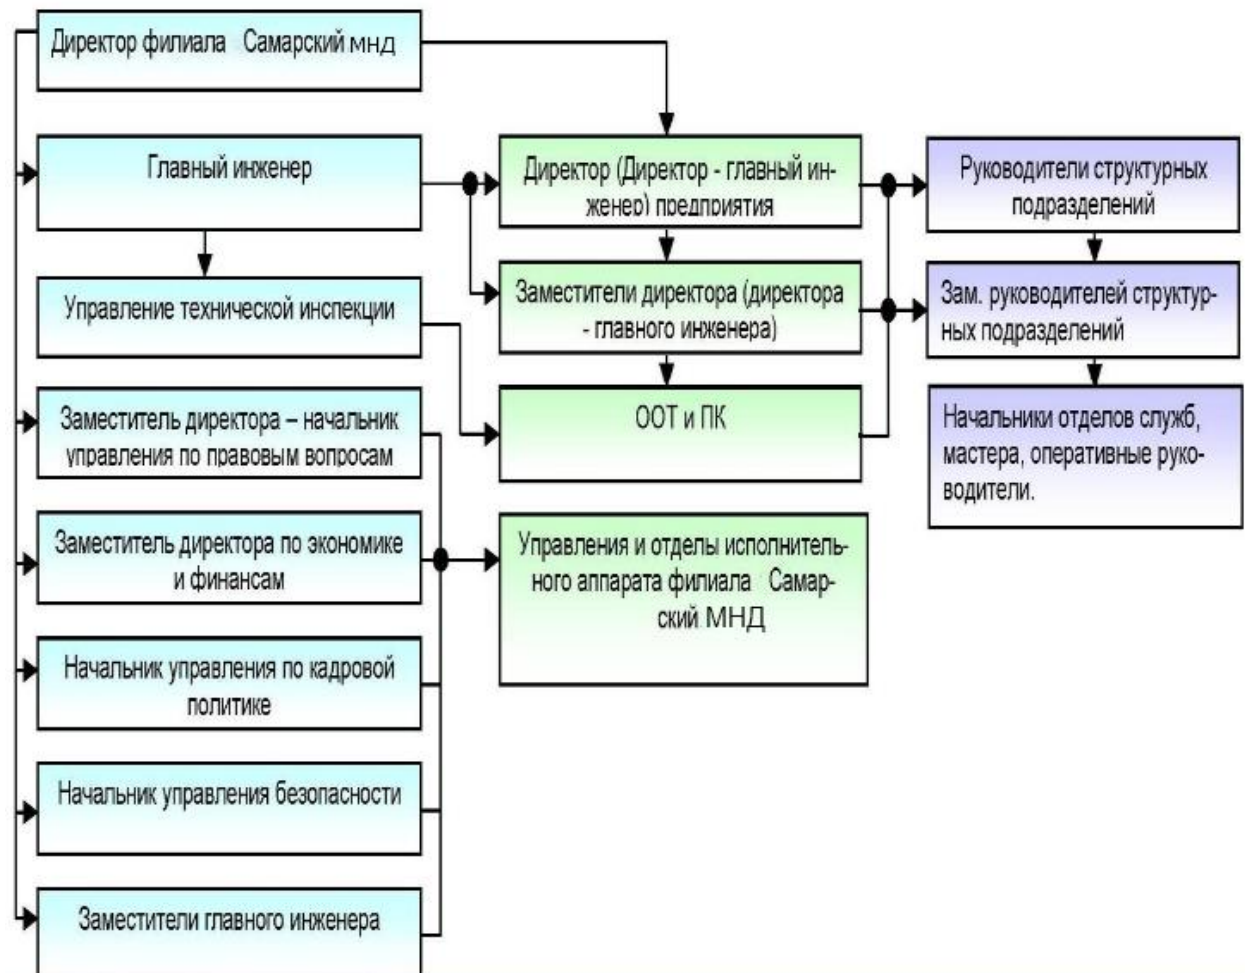 Директор филиала Самарский МНД
Главный инженер
Управление технической инспекции
Заместитель директора – начальник
управления по правовым вопросам
Заместитель директора по экономике
и финансам
Начальник управления по кадровой
политике
Начальник управления безопасности
Заместители главного инженера
Директор (Директор - главный ин-
женер) предприятия
Заместители директора (директора
- главного инженера)
ООТ и ПК
Управления и отделы исполнитель-
ного аппарата филиала Самар-
ский МНД
Руководители структурных
подразделений
Зам. руководителей структур-
ных подразделений
Начальники отделов служб,
мастера, оперативные руко-
водители.